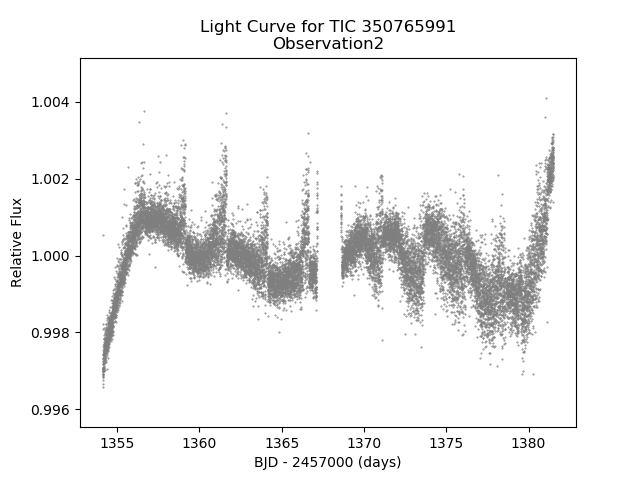 Light Curve for TIC 350765991
Observation2
1.004
1.002
1.000
0.998
0.996
Relative Flux
1355 1360 1365 1370 1375 1380
BJD - 2457000 (days)